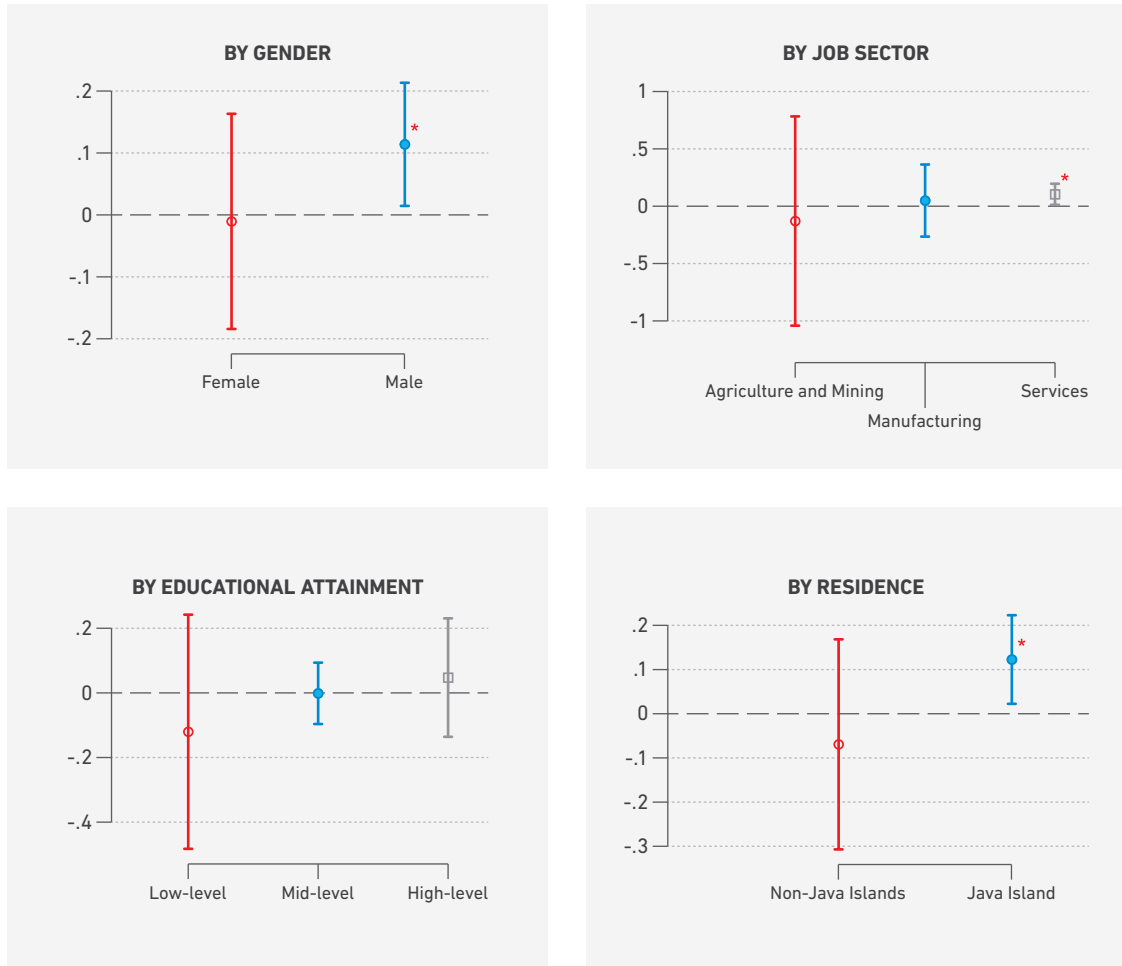 BY GENDER
.2
.1
0
-.1
-.2
*
Female
Male
BY JOB SECTOR
1
.5
0
-.5
-1
*
Agriculture and Mining
Manufacturing
Services
BY EDUCATIONAL ATTAINMENT
.2
0
-.2
-.4
Low-level
Mid-level
High-level
BY RESIDENCE
.2
.1
0
-.1
-.2
-.3
*
Non-Java Islands
Java Island